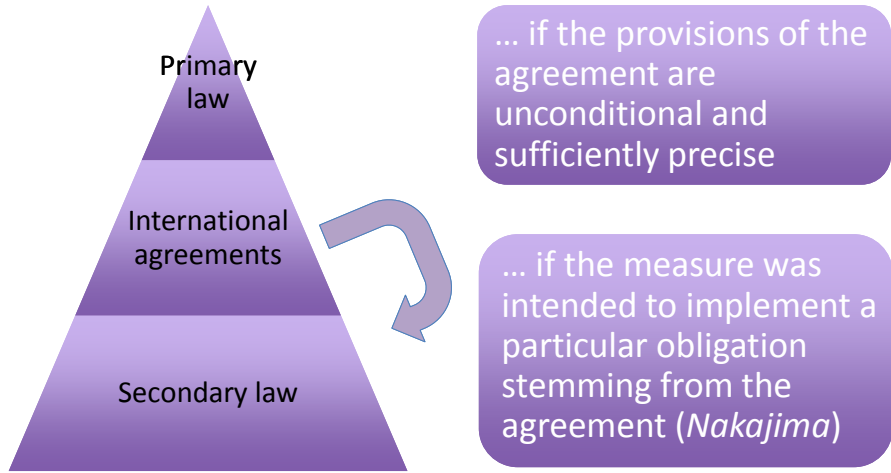 Primary
law
International
agreements
Secondary law
... if the provisions of the
agreement are
unconditional and
sufficiently precise
... if the measure was
intended to implement a
particular obligation
stemming from the
agreement (Nakajima)